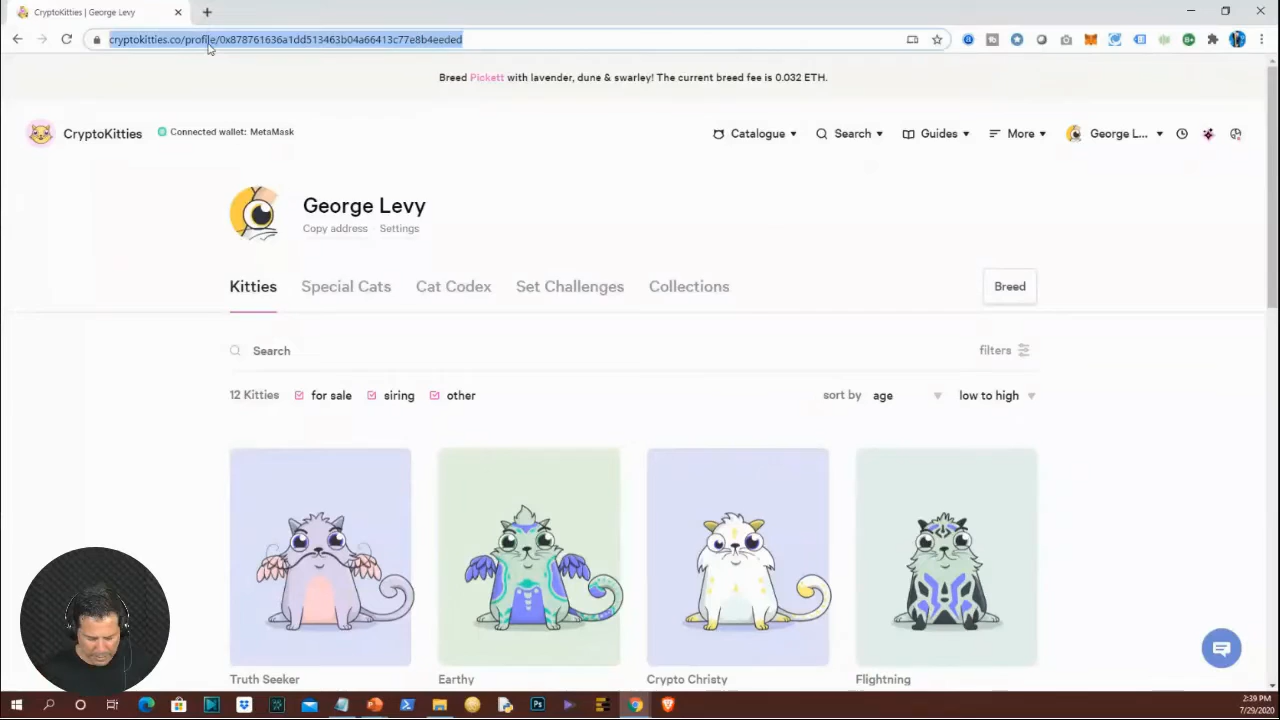 CryptoKitties | George Levy
cryptokitties.co/profile/0x878761636a1dd513463b04a66413c77e8b4eeded
Breed Pickett with lavender, dune & swarley! The current breed fee is 0.032 ETH.
CryptoKitties
Connected wallet: MetaMask
Catalogue
Search
Guides
More
George L...
George Levy
Copy address
Settings
Kitties
Special Cats
Cat Codex
Set Challenges
Collections
Breed
Search
filters
12 Kitties
for sale
siring
other
sort by
age
low to high
Truth Seeker
Earthy
Crypto Christy
Flightning
2:39 PM
7/29/2020